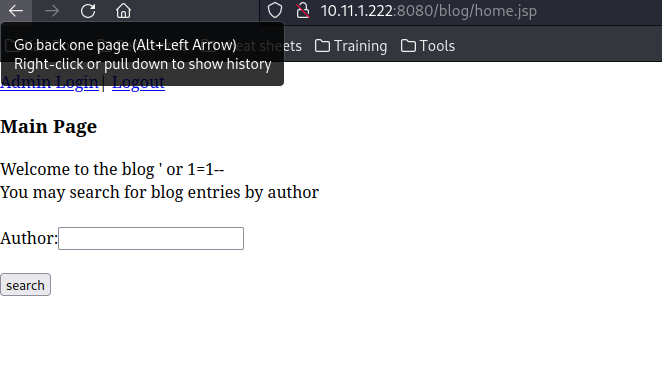 10.11.1.222:8080/blog/home.jsp
Go back one page (Alt+Left Arrow)
Right-click or pull down to show history
sheets Training Tools
Admin Login| Logout
Main Page
Welcome to the blog ' or 1=1--
You may search for blog entries by author
Author:
search